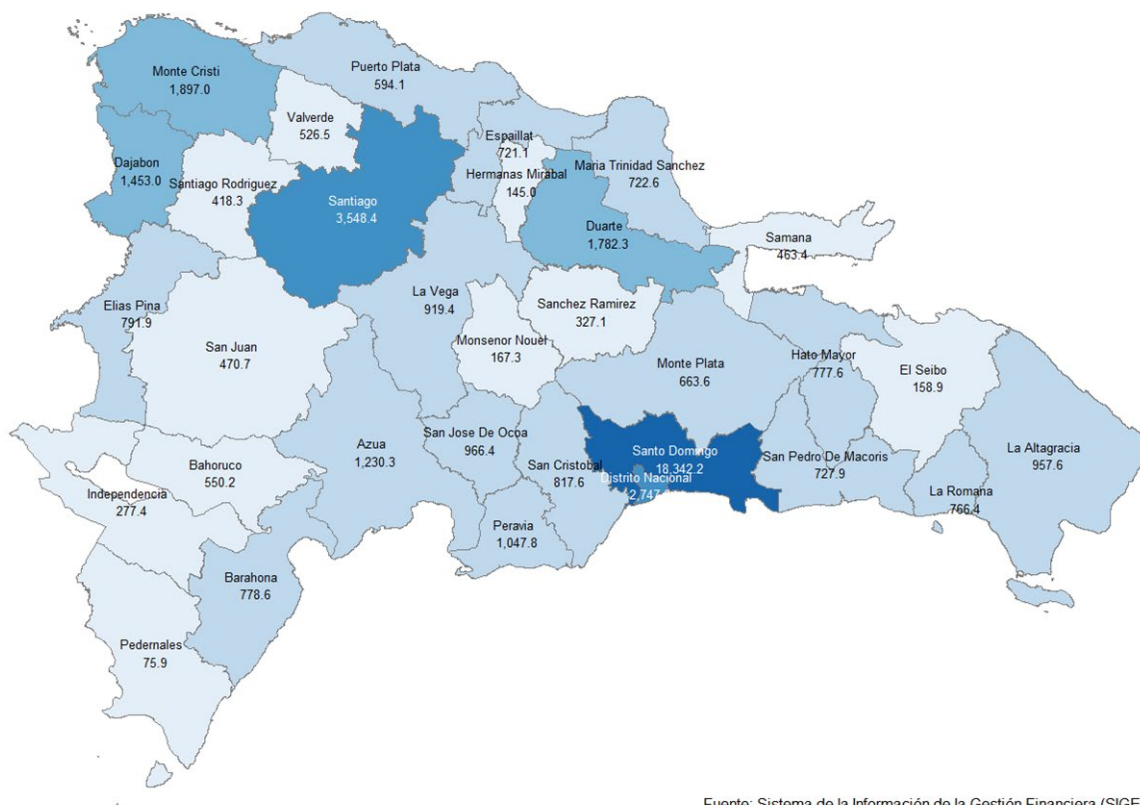 Monte Cristi
1,897.0
Puerto Plata
594.1
Valverde
526.5
Espaillat
721.1
Dajabon
1,453.0
Santiago Rodriguez
418.3
Hermanas Mirabal
145.0
Maria Trinidad Sanchez
722.6
Santiago
3,548.4
Duarte
1,782.3
Samana
463.4
Elias Pina
791.9
La Vega
919.4
Sanchez Ramirez
327.1
San Juan
470.7
Monsenor Nouel
167.3
Monte Plata
663.6
Hato Mayor
777.6
El Seibo
158.9
Azua
1,230.3
San Jose De Ocoa
966.4
San Cristobal
817.6
Santo Domingo
18,342.2
Distrito Nacional
2,747
San Pedro De Macoris
727.9
La Altagracia
957.6
La Romana
766.4
Bahoruco
550.2
Independencia
277.4
Peravia
1,047.8
Barahona
778.6
Pedernales
75.9
Fuente: Sistema de la Información de la Gestión Financiera (SIGE